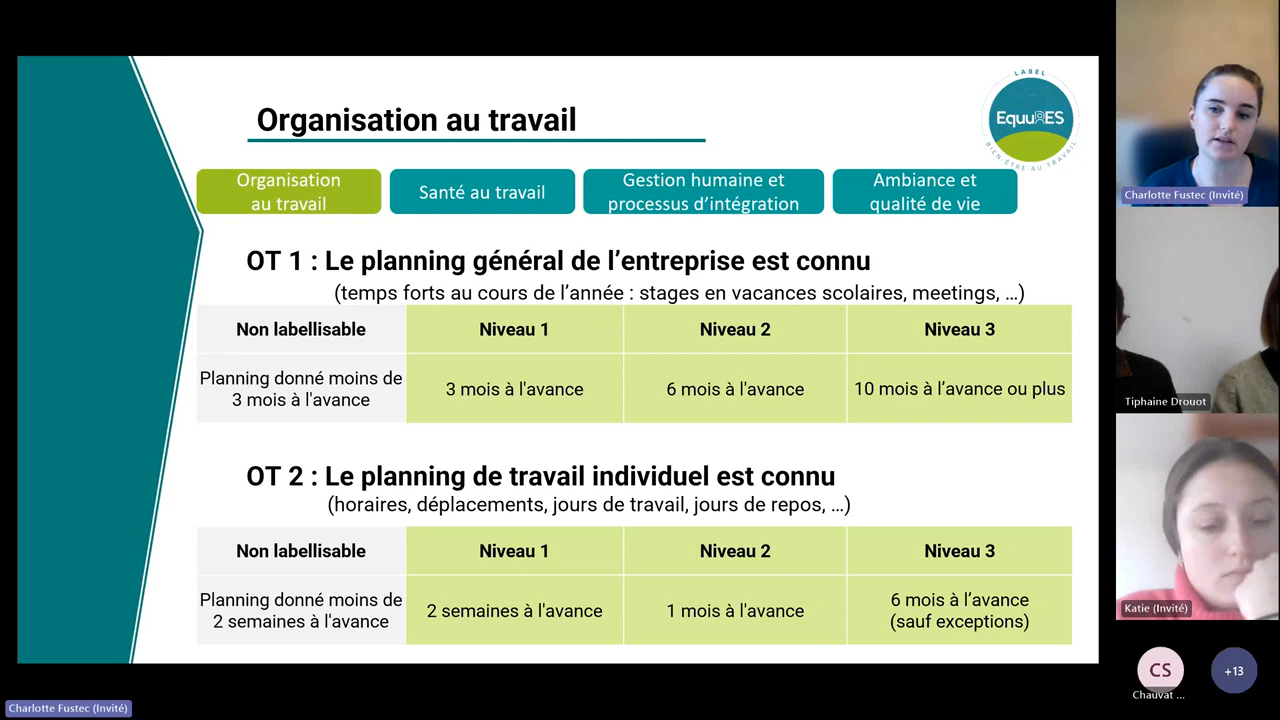 Organisation au travail
LABEL
EquuRES
BIEN ÊTRE AU TRAVAIL
Organisation
au travail
Santé au travail
Gestion humaine et
processus d’intégration
Ambiance et
qualité de vie
OT 1 : Le planning général de l’entreprise est connu
(temps forts au cours de l’année : stages en vacances scolaires, meetings, …)
Non labellisable
Niveau 1
Niveau 2
Niveau 3
Planning donné moins de
3 mois à l'avance
3 mois à l'avance
6 mois à l'avance
10 mois à l’avance ou plus
OT 2 : Le planning de travail individuel est connu
(horaires, déplacements, jours de travail, jours de repos, …)
Non labellisable
Niveau 1
Niveau 2
Niveau 3
Planning donné moins de
2 semaines à l'avance
2 semaines à l'avance
1 mois à l'avance
6 mois à l’avance
(sauf exceptions)
Charlotte Fustec (Invité)
Tiphaine Drouot
Katie (Invité)
CS
Chauvat ...
+13
Charlotte Fustec (Invité)